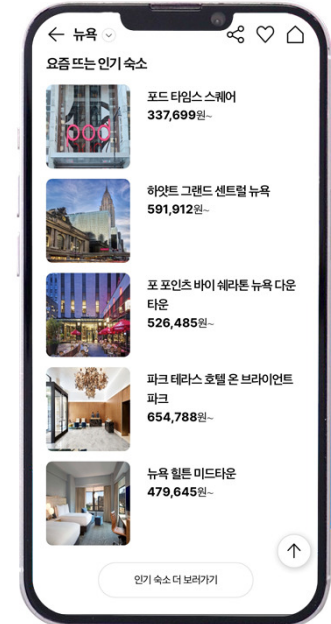 뉴욕
요즘 뜨는 인기 숙소
pod
포드 타임스 스퀘어
337,699원~
하얏트 그랜드 센트럴 뉴욕
591,912원~
포 포인츠 바이 쉐라톤 뉴욕 다운
타운
526,485원~
파크 테라스 호텔 온 브라이언트
파크
654,788원~
뉴욕 힐튼 미드타운
479,645원~
인기 숙소 더 보러가기